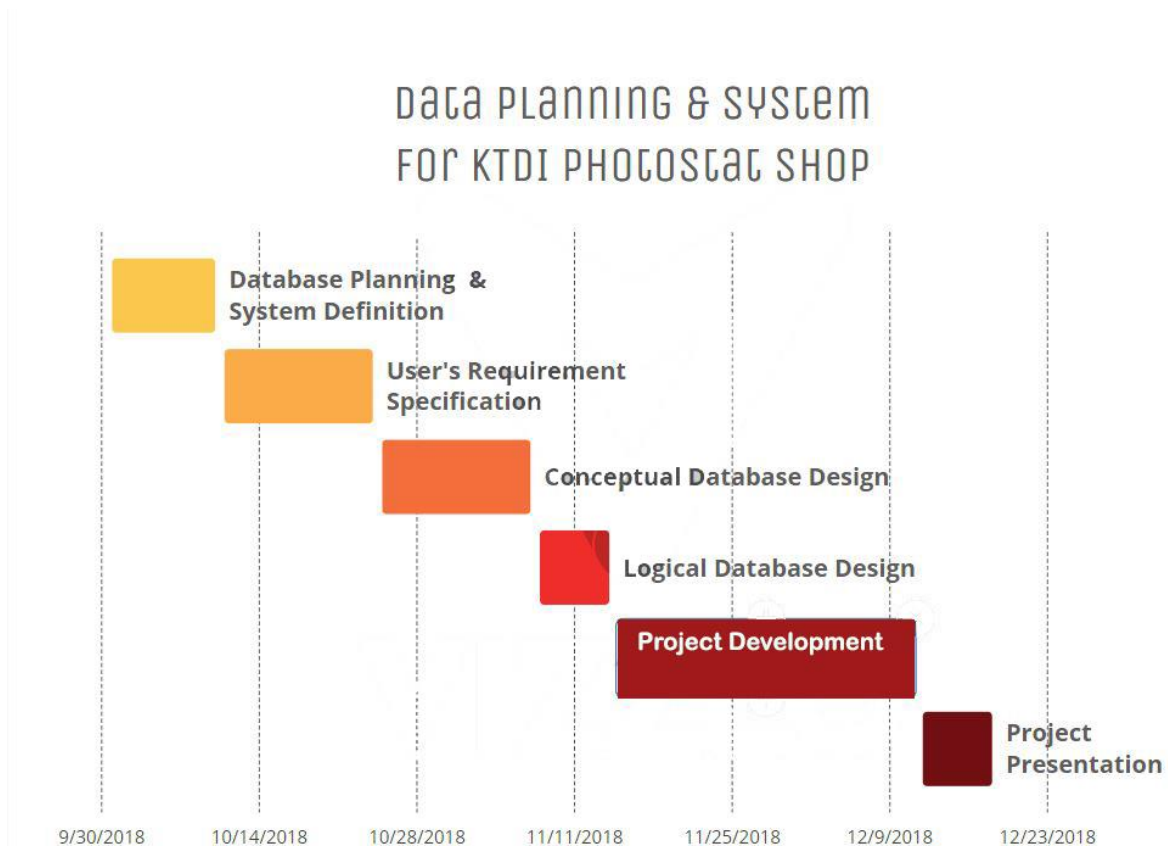 Data Planning & System
For KTDI Photostat Shop
Database Planning &
System Definition
User's Requirement
Specification
Conceptual Database Design
Logical Database Design
Project Development
Project
Presentation
9/30/2018 10/14/2018 10/28/2018 11/11/2018 11/25/2018 12/9/2018 12/23/2018